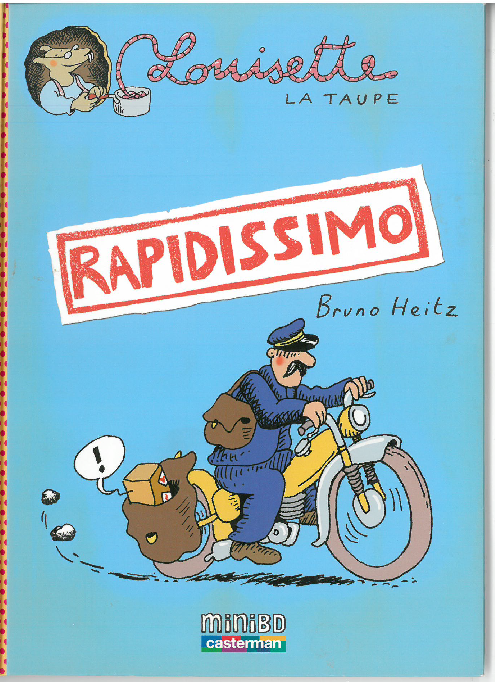 Louisette
LA TAUPE
RAPIDISSIMO
Bruno Heitz
!
miniBD
casterman